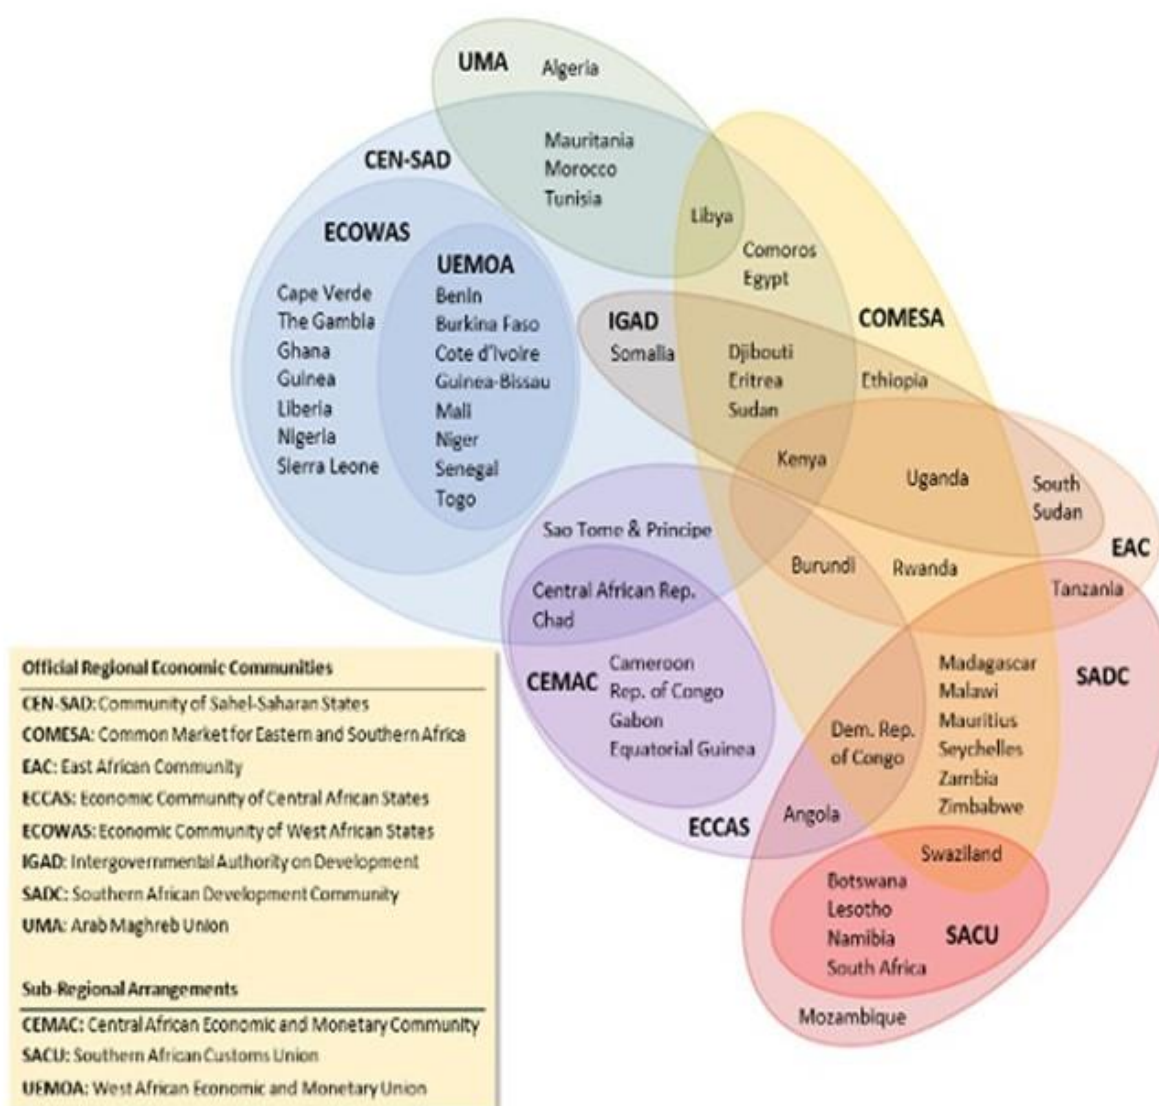 UMA
Algeria
Mauritania
Morocco
Tunisia
CEN-SAD
Libya
Comoros
Egypt
ECOWAS
Cape Verde
The Gambia
Ghana
Guinea
Liberia
Nigeria
Sierra Leone
UEMOA
Benin
Burkina Faso
Cote d'Ivoire
Guinea-Bissau
Mali
Niger
Senegal
Togo
IGAD
Somalia
Djibouti
Eritrea
Sudan
COMESA
Ethiopia
Kenya
Uganda
South
Sudan
EAC
Sao Tome & Principe
Burundi
Rwanda
Tanzania
Central African Rep.
Chad
CEMAC
Cameroon
Rep. of Congo
Gabon
Equatorial Guinea
ECCAS
Dem. Rep.
of Congo
Angola
Madagascar
Malawi
Mauritius
Seychelles
Zambia
Zimbabwe
SADC
Swaziland
Botswana
Lesotho
Namibia
South Africa
SACU
Mozambique
Official Regional Economic Communities
CEN-SAD: Community of Sahel-Saharan States
COMESA: Common Market for Eastern and Southern Africa
EAC: East African Community
ECCAS: Economic Community of Central African States
ECOWAS: Economic Community of West African States
IGAD: Intergovernmental Authority on Development
SADC: Southern African Development Community
UMA: Arab Maghreb Union
Sub-Regional Arrangements
CEMAC: Central African Economic and Monetary Community
SACU: Southern African Customs Union
UEMOA: West African Economic and Monetary Union